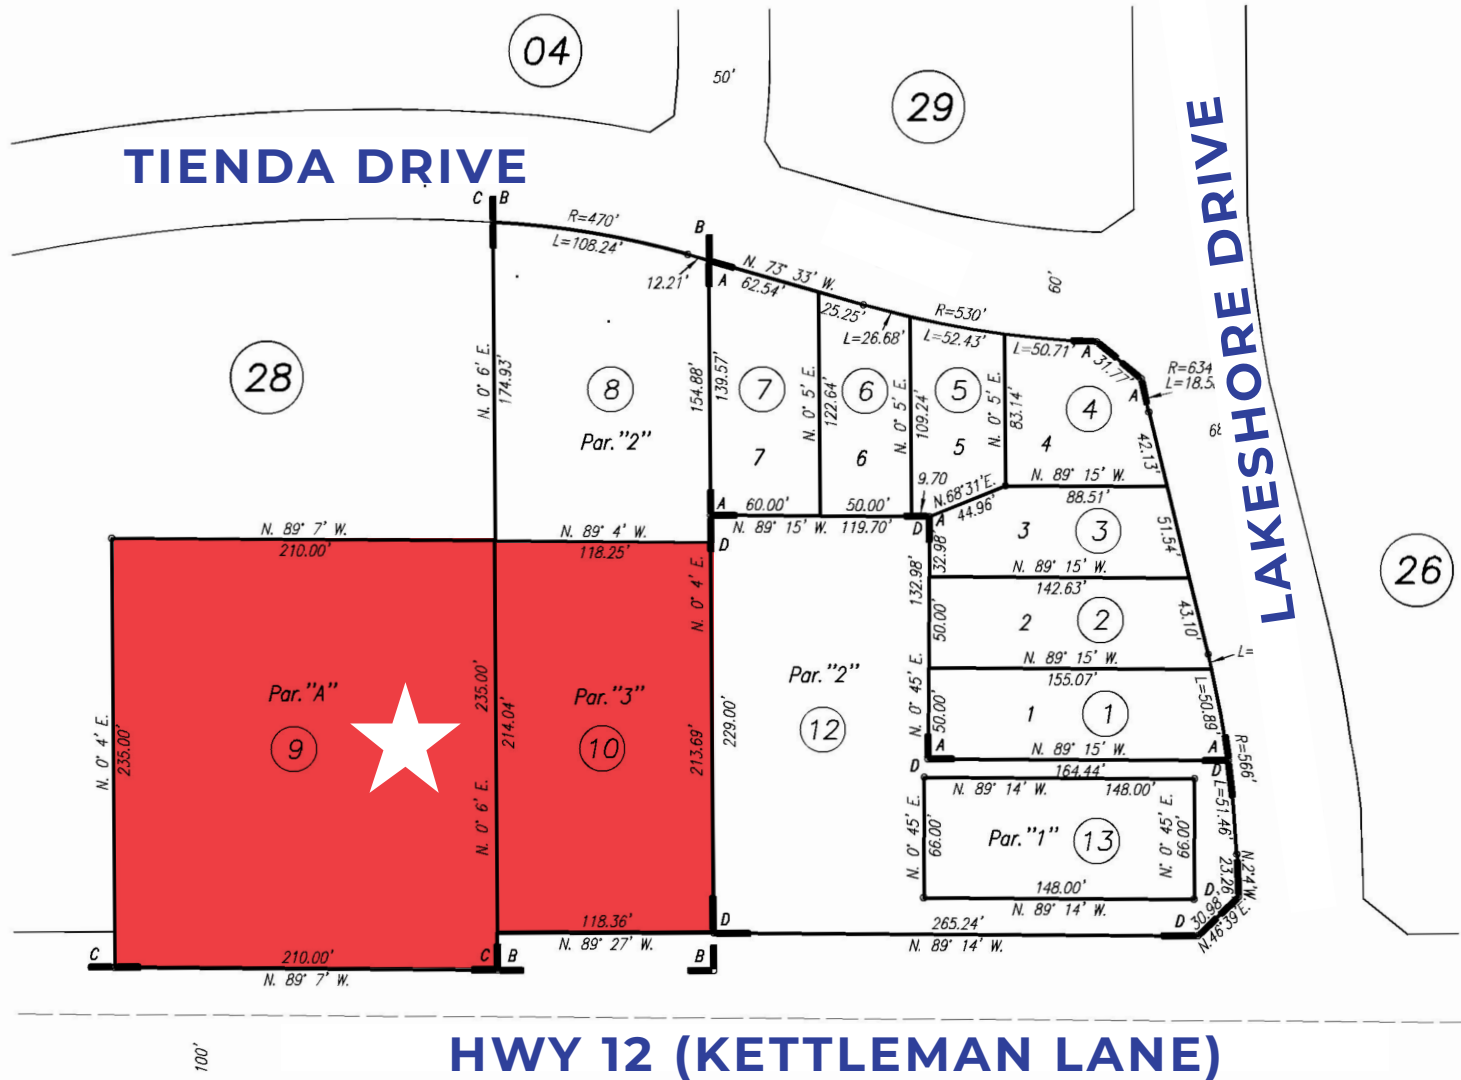 04
50'
29
TIENDA DRIVE
LAKESHORE DRIVE
C B
R=470'
L=108.24'
B
12.21'
A
N. 73° 33' W.
62.54'
25.25'
L=26.68'
R=530'
L=52.43'
L=50.71'
A
31.77'
60'
R=634
A
28
N. 0° 6' E.
174.93'
8
Par. "2"
154.88'
139.57'
7
7
N. 0° 5' E.
122.64'
6
6
N. 0° 5' E.
109.24'
5
5
N. 0° 5' E.
83.14'
4
4
42.13'
N. 89° 15' W.
88.51'
9.70
N. 68°31'E.
44.96'
A
60.00'
50.00'
N. 89° 15' W.
119.70'
D
A
D
N. 89° 7' W.
210.00'
N. 89° 4' W.
118.25'
N. 0° 4' E.
132.98'
32.98'
3
3
51.54'
N. 89° 15' W.
142.63'
26
50.00'
2
2
43.10'
N. 89° 15' W.
155.07'
L=
Par. "A"
9
N. 0° 4' E.
235.00'
235.00'
214.04'
N. 0° 6' E.
Par. "3"
10
213.69'
229.00'
Par. "2"
12
N. 0° 45' E.
50.00'
1
1
L=50.89'
A
N. 89° 15' W.
A
R=566'
D
164.44'
D
N. 89° 14' W.
148.00'
L=51.46'
N. 0° 45' E.
66.00'
Par. "1"
13
N. 0° 45' E.
66.00'
148.00'
N. 89° 14' W.
D
N.2°4'W.
23.26
30.98'
N.46°39'E.
118.36'
N. 89° 27' W.
D
265.24'
N. 89° 14' W.
D
C
210.00'
N. 89° 7' W.
C B
B
100'
HWY 12 (KETTLEMAN LANE)